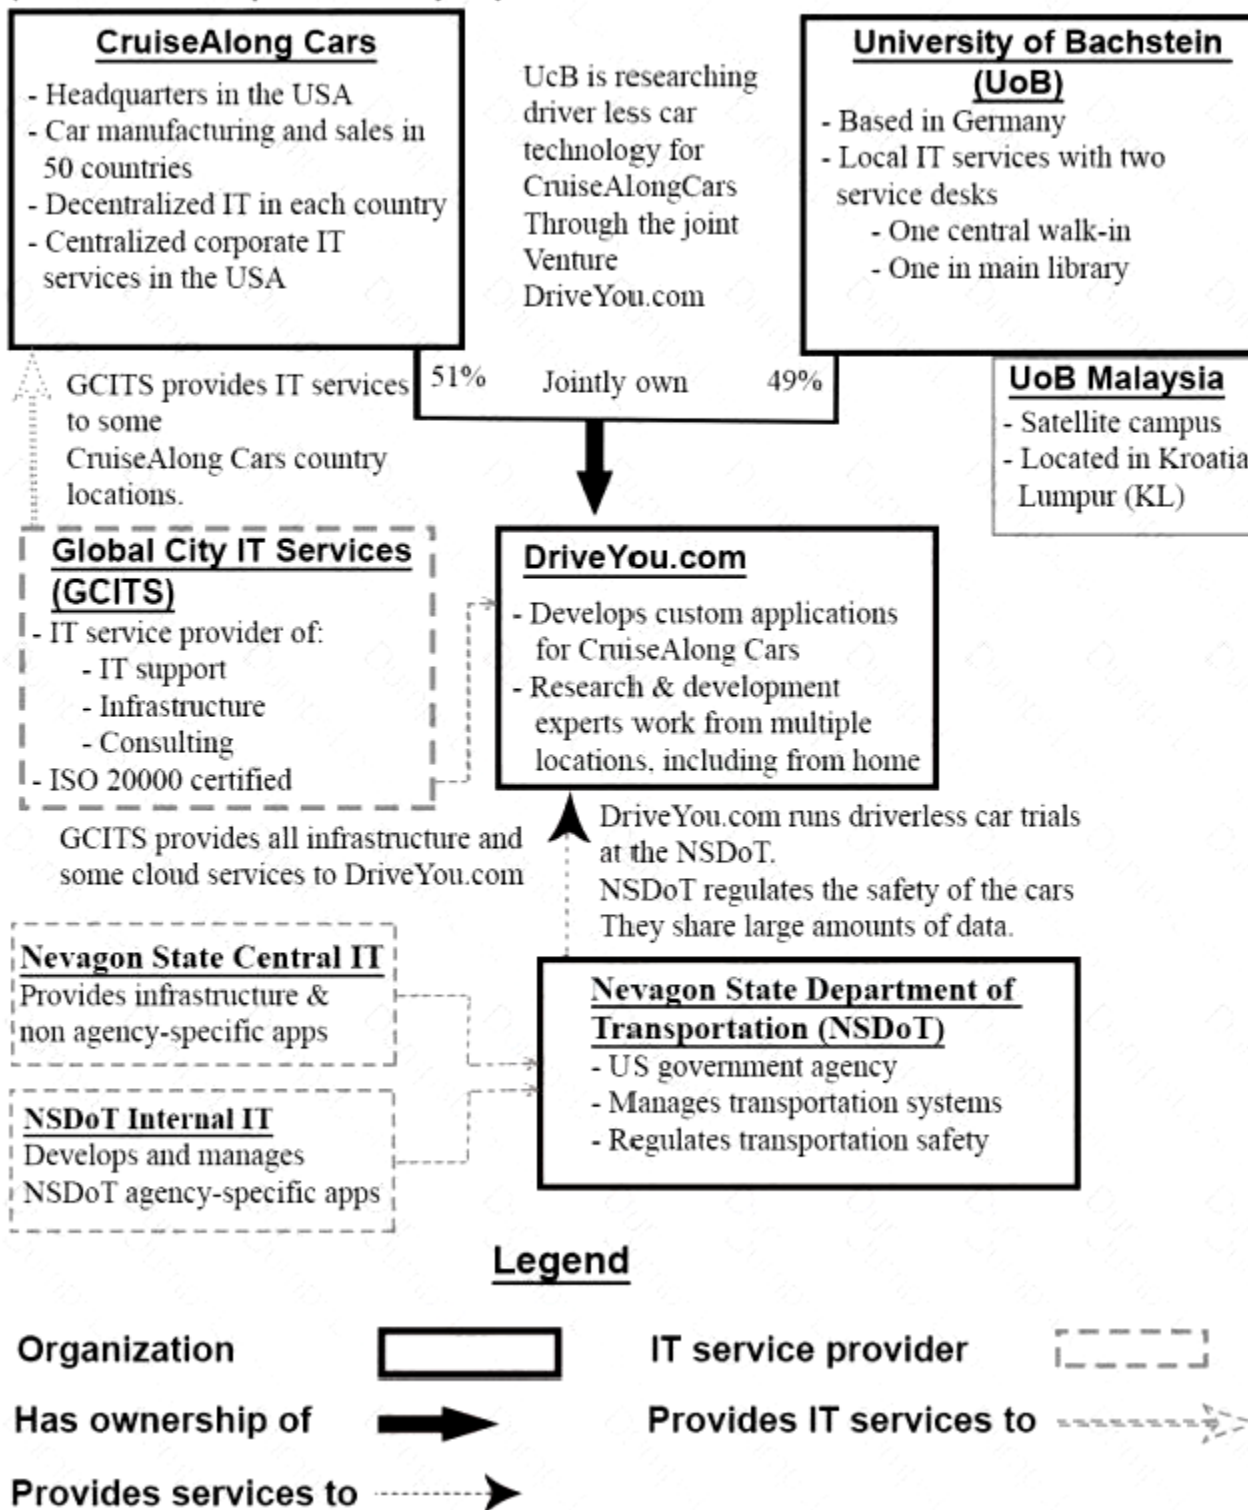 CruiseAlong Cars
- Headquarters in the USA
- Car manufacturing and sales in
50 countries
- Decentralized IT in each country
- Centralized corporate IT
services in the USA
UcB is researching
driver less car
technology for
CruiseAlongCars
Through the joint
Venture
DriveYou.com
University of Bachstein
(UoB)
- Based in Germany
- Local IT services with two
service desks
- One central walk-in
- One in main library
51%
Jointly own
49%
UoB Malaysia
- Satellite campus
- Located in Kroatia
Lumpur (KL)
GCITS provides IT services
to some
CruiseAlong Cars country
locations.
Global City IT Services
(GCITS)
- IT service provider of:
- IT support
- Infrastructure
- Consulting
- ISO 20000 certified
DriveYou.com
- Develops custom applications
for CruiseAlong Cars
- Research & development
experts work from multiple
locations, including from home
GCITS provides all infrastructure and
some cloud services to DriveYou.com
DriveYou.com runs driverless car trials
at the NSDoT.
NSDoT regulates the safety of the cars
They share large amounts of data.
Nevagon State Central IT
Provides infrastructure &
non agency-specific apps
NSDoT Internal IT
Develops and manages
NSDoT agency-specific apps
Nevagon State Department of
Transportation (NSDoT)
- US government agency
- Manages transportation systems
- Regulates transportation safety
Legend
Organization
IT service provider
Has ownership of
Provides IT services to
Provides services to